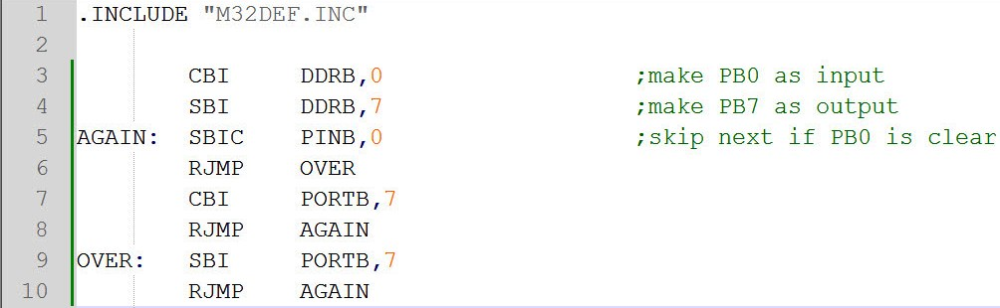 1 .INCLUDE "M32DEF.INC"
2
3 CBI DDRB,0 ;make PB0 as input
4 SBI DDRB,7 ;make PB7 as output
5 AGAIN: SBIC PINB,0 ;skip next if PB0 is clear
6 RJMP OVER
7 CBI PORTB,7
8 RJMP AGAIN
9 OVER: SBI PORTB,7
10 RJMP AGAIN